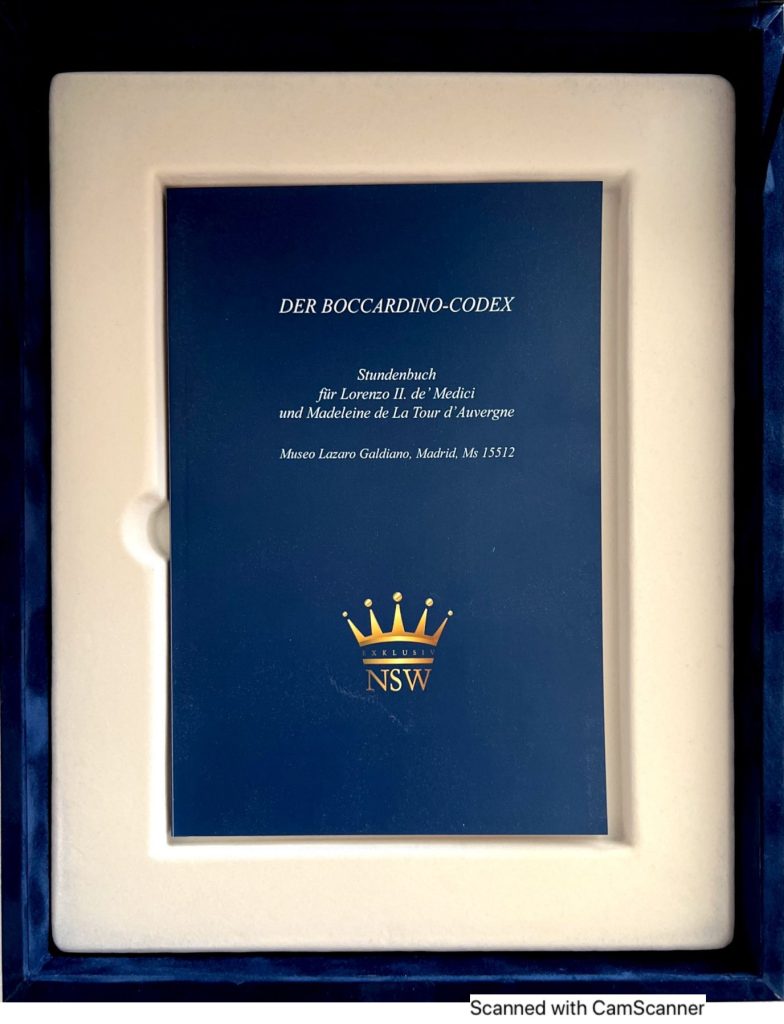 DER BOCCARDINO-CODEX
Stundenbuch
für Lorenzo II. de' Medici
und Madeleine de La Tour d'Auvergne
Museo Lazaro Galdiano, Madrid, Ms 15512
EXKLUSIV
NSW
Scanned with CamScanner